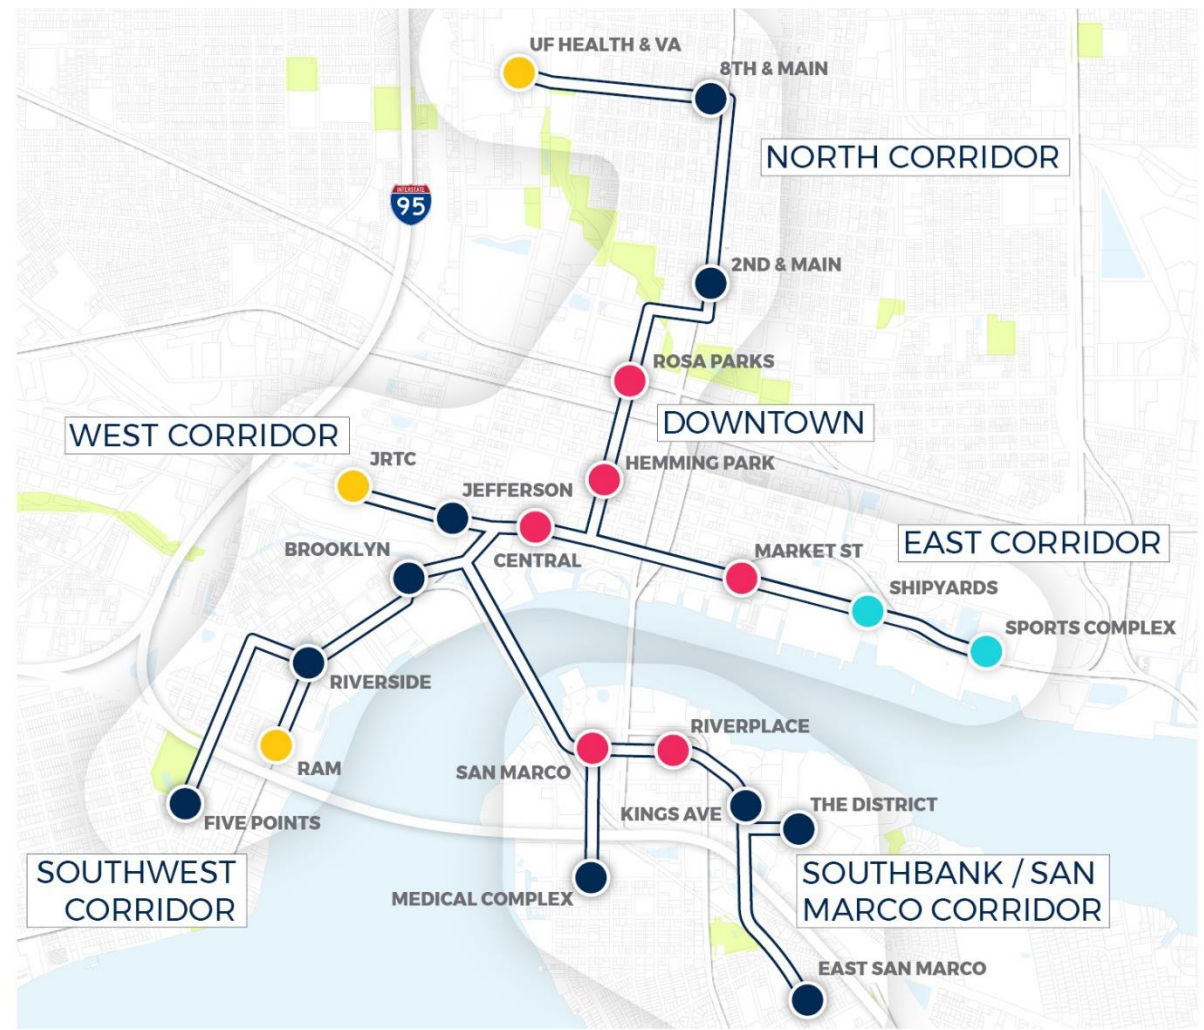 UF HEALTH & VA
8TH & MAIN
NORTH CORRIDOR
INTERSTATE
95
2ND & MAIN
ROSA PARKS
DOWNTOWN
WEST CORRIDOR
JRTC
HEMMING PARK
JEFFERSON
EAST CORRIDOR
BROOKLYN
CENTRAL
MARKET ST
SHIPYARDS
SPORTS COMPLEX
RIVERSIDE
RIVERPLACE
RAM
SAN MARCO
KINGS AVE
THE DISTRICT
FIVE POINTS
SOUTHWEST
CORRIDOR
MEDICAL COMPLEX
SOUTHBANK / SAN
MARCO CORRIDOR
EAST SAN MARCO